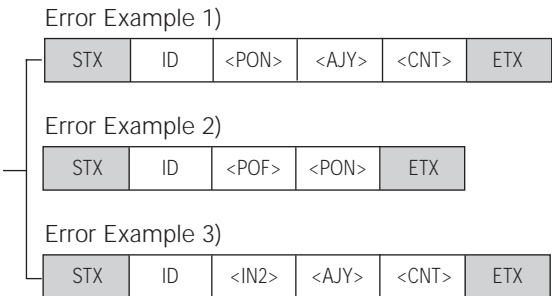 Error Example 1)
STX ID <PON> <AJY> <CNT> ETX
Error Example 2)
STX ID <POF> <PON> ETX
Error Example 3)
STX ID <IN2> <AJY> <CNT> ETX